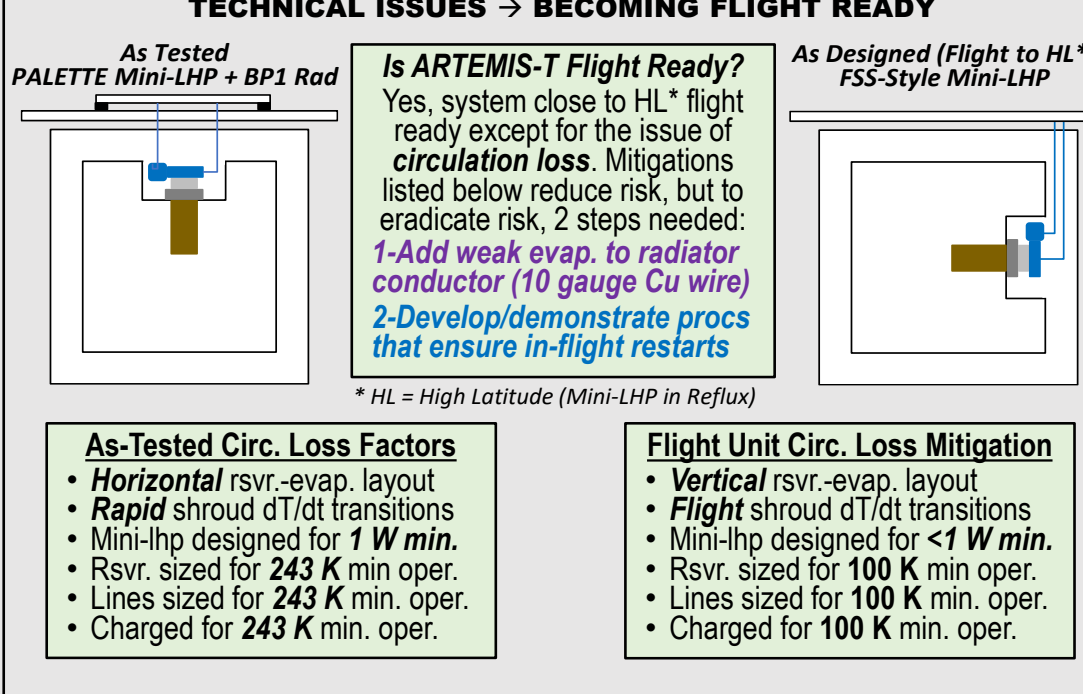 TECHNICAL ISSUES → BECOMING FLIGHT READY
As Tested
PALETTE Mini-LHP + BP1 Rad
Is ARTEMIS-T Flight Ready?
Yes, system close to HL* flight
ready except for the issue of
circulation loss. Mitigations
listed below reduce risk, but to
eradicate risk, 2 steps needed:
1-Add weak evap. to radiator
conductor (10 gauge Cu wire)
2-Develop/demonstrate procs
that ensure in-flight restarts
As Designed (Flight to HL*
FSS-Style Mini-LHP
* HL = High Latitude (Mini-LHP in Reflux)
As-Tested Circ. Loss Factors
• Horizontal rsvr.-evap. layout
• Rapid shroud dT/dt transitions
• Mini-lhp designed for 1 W min.
• Rsvr. sized for 243 K min oper.
• Lines sized for 243 K min. oper.
• Charged for 243 K min. oper.
Flight Unit Circ. Loss Mitigation
• Vertical rsvr.-evap. layout
• Flight shroud dT/dt transitions
• Mini-lhp designed for <1 W min.
• Rsvr. sized for 100 K min oper.
• Lines sized for 100 K min. oper.
• Charged for 100 K min. oper.